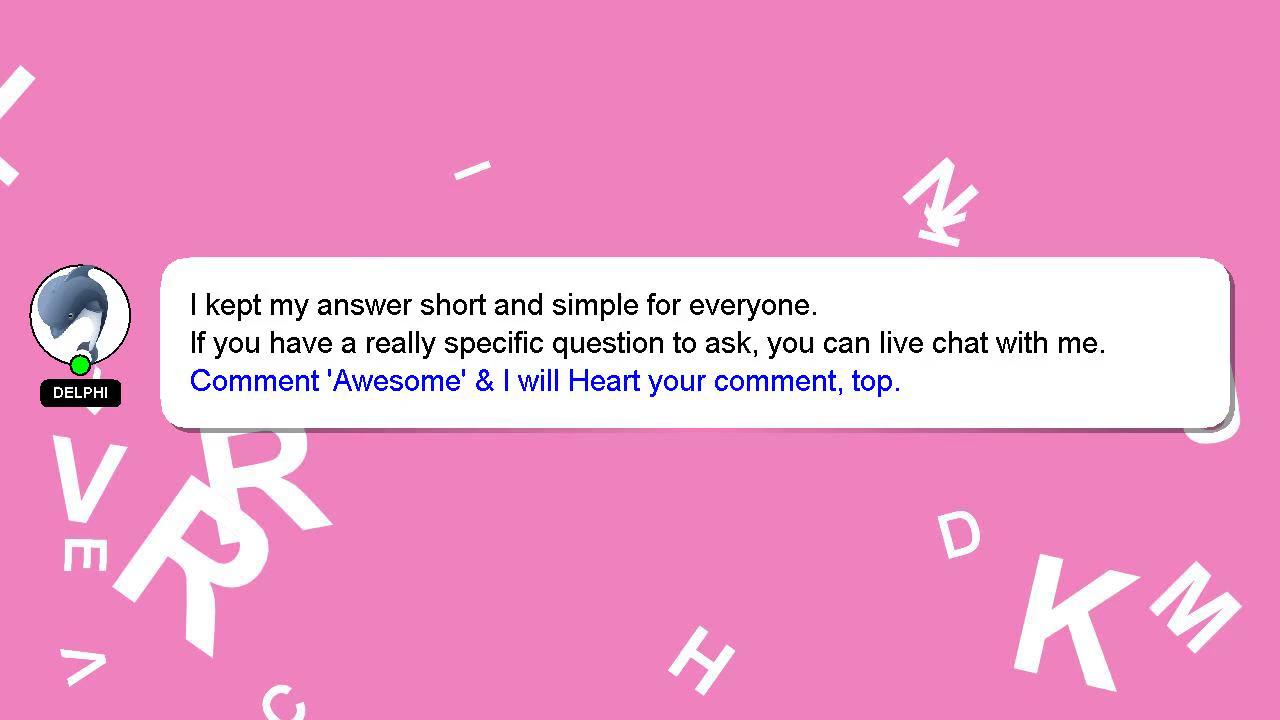 I kept my answer short and simple for everyone.
If you have a really specific question to ask, you can live chat with me.
Comment 'Awesome' & I will Heart your comment, top.
DELPHI
I
N
K
V
R
R
E
V
C
H
D
K
M